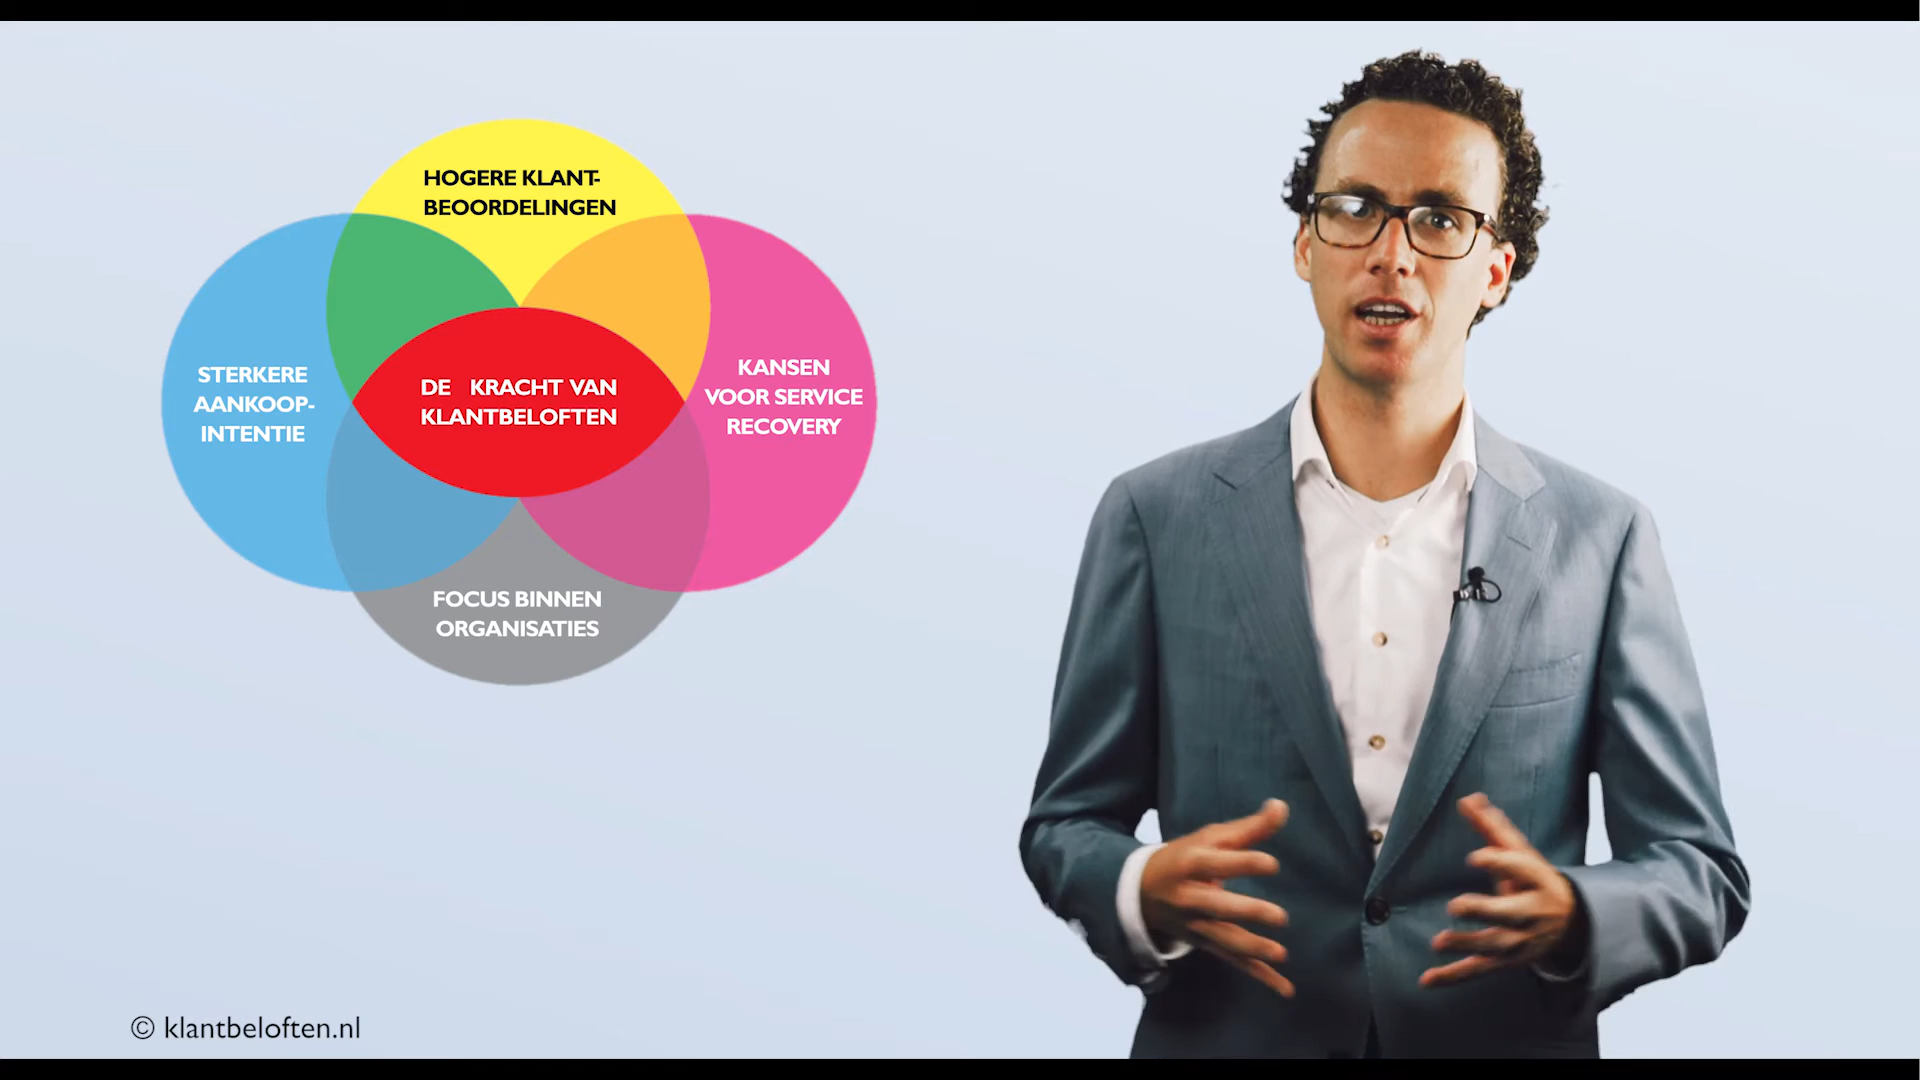 HOGERE KLANT-
BEOORDELINGEN
STERKERE
AANKOOP-
INTENTIE
DE KRACHT VAN
KLANTBELOFTEN
KANSEN
VOOR SERVICE
RECOVERY
FOCUS BINNEN
ORGANISATIES
© klantbeloften.nl